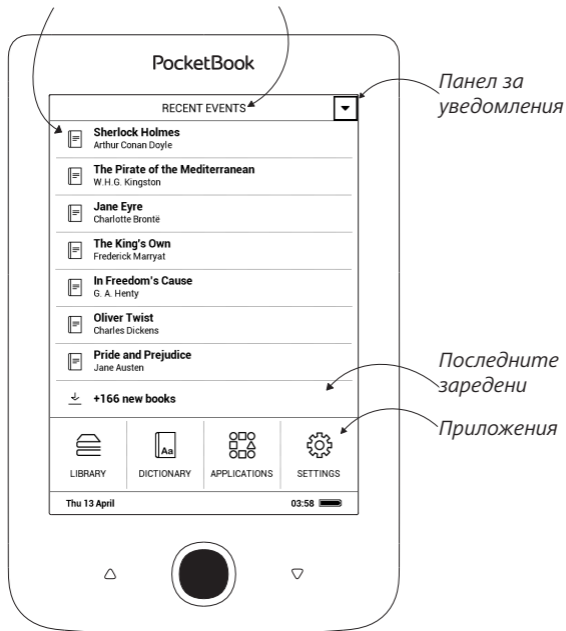 PocketBook
Панел за
уведомления
RECENT EVENTS
Sherlock Holmes
Arthur Conan Doyle
The Pirate of the Mediterranean
W.H.G. Kingston
Jane Eyre
Charlotte Brontë
The King's Own
Frederick Marryat
In Freedom's Cause
G. A. Henty
Oliver Twist
Charles Dickens
Pride and Prejudice
Jane Austen
Последните
заредени
+166 new books
Приложения
Aa
LIBRARY
DICTIONARY
APPLICATIONS
SETTINGS
Thu 13 April
03:58